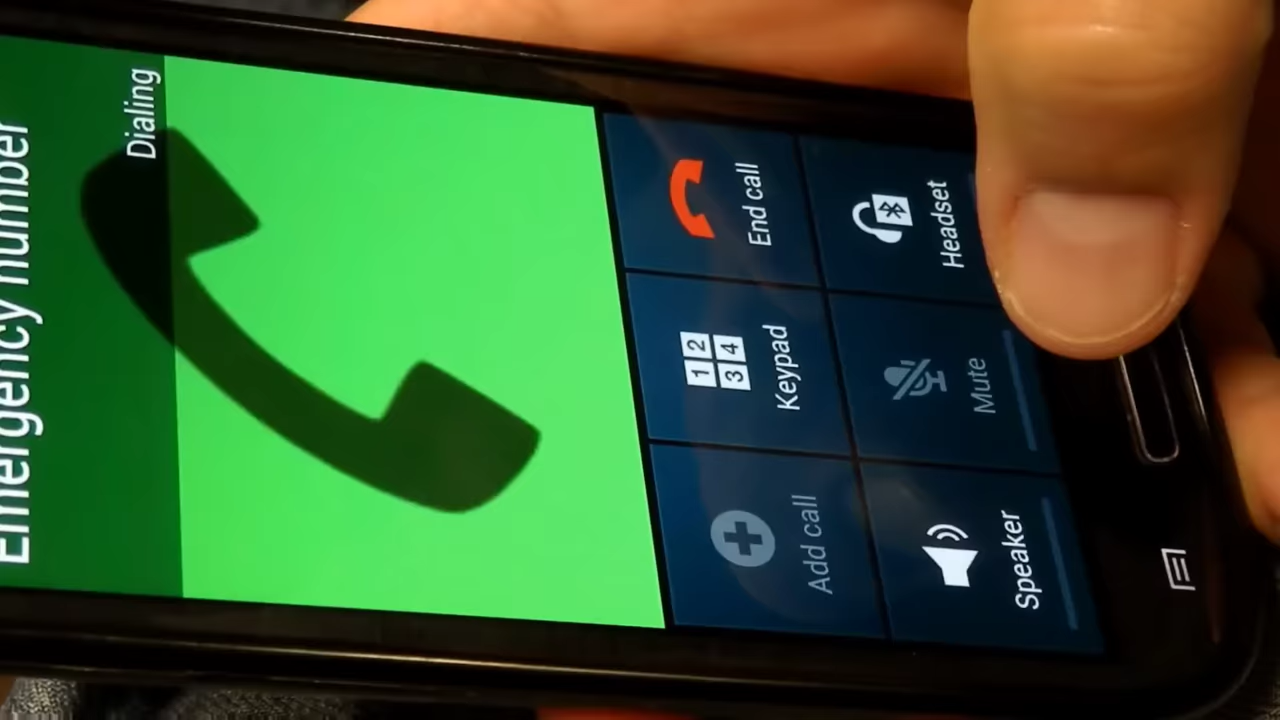 Emergency number
Dialing
Add call
1 2
3 4
Keypad
End call
Speaker
Mute
Headset